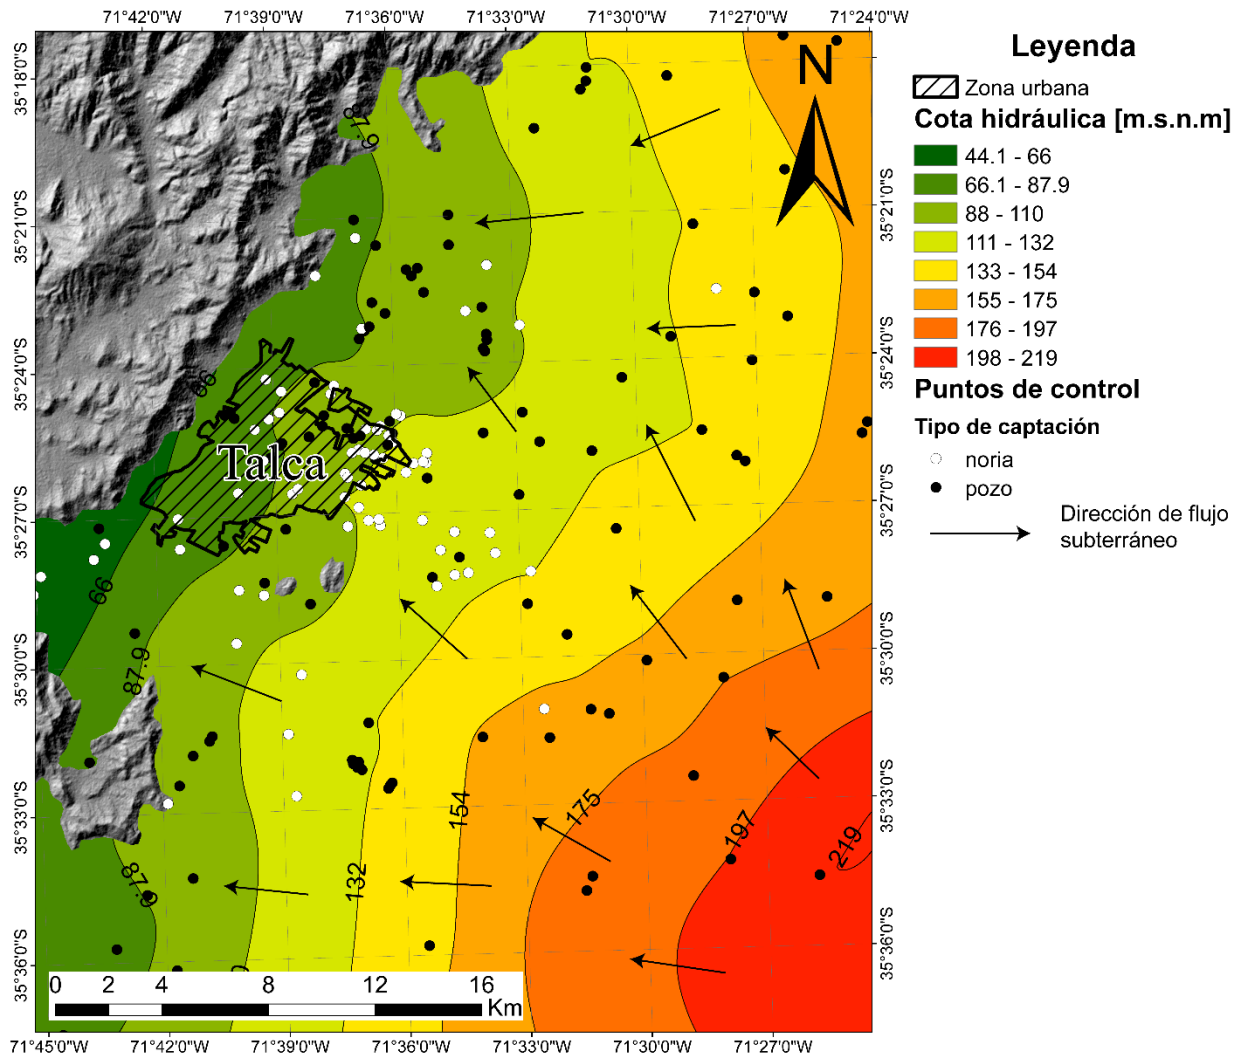 71°42'0"W 71°39'0"W 71°36'0"W 71°33'0"W 71°30'0"W 71°27'0"W 71°24'0"W
35°18'0"S
35°21'0"S
35°24'0"S
35°27'0"S
35°30'0"S
35°33'0"S
35°36'0"S
87.9
66
Talca
66
87.9
87.9
132
154
175
197
219
0
N
35°18'0"S
35°21'0"S
35°24'0"S
35°27'0"S
35°30'0"S
35°33'0"S
35°36'0"S
0 2 4 8 12 16
Km
71°45'0"W 71°42'0"W 71°39'0"W 71°36'0"W 71°33'0"W 71°30'0"W 71°27'0"W
Leyenda
Zona urbana
Cota hidráulica [m.s.n.m]
44.1 - 66
66.1 - 87.9
88 - 110
111 - 132
133 - 154
155 - 175
176 - 197
198 - 219
Puntos de control
Tipo de captación
noria
pozo
Dirección de flujo
subterráneo